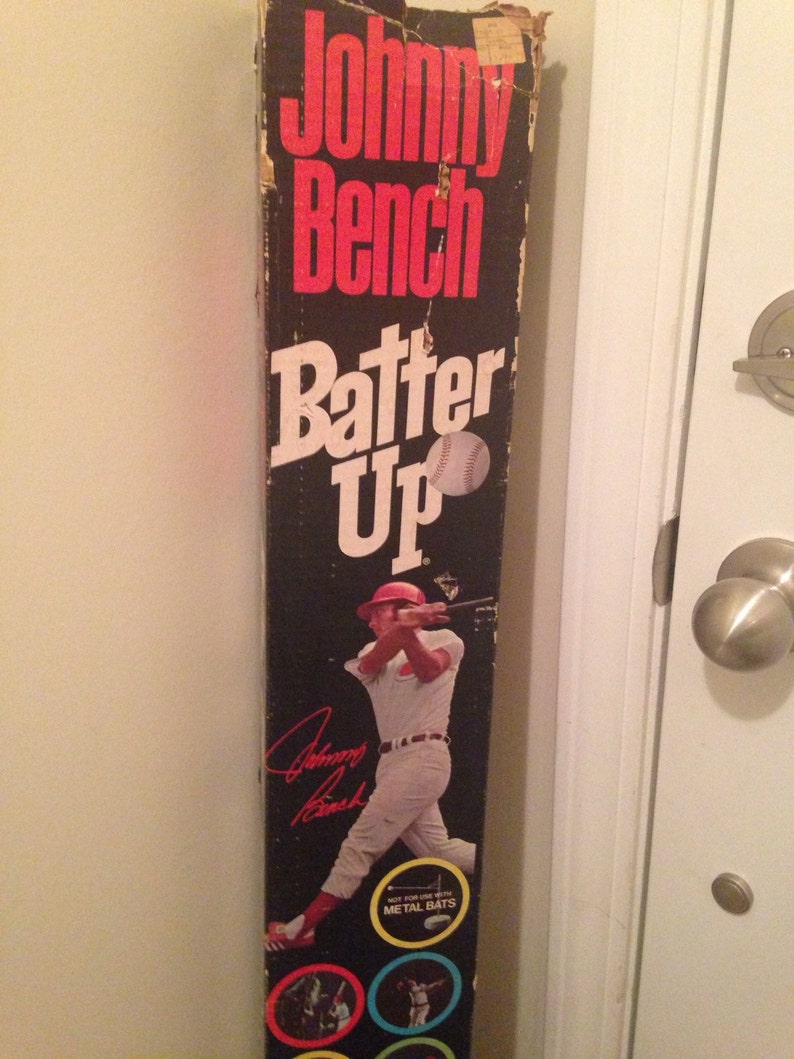 Johnny
Bench
Batter
Up®
Johnny
Bench
NOT FOR USE WITH
METAL BATS